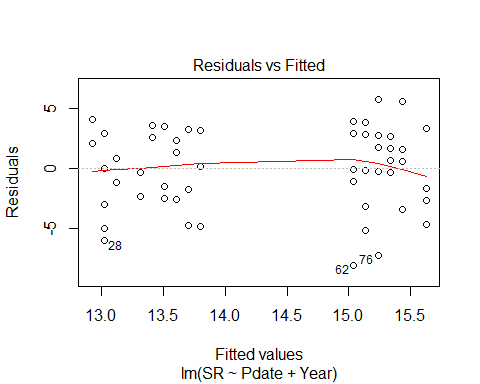 Residuals vs Fitted
Residuals
5
0
-5
28
62
76
13.0 13.5 14.0 14.5 15.0 15.5
Fitted values
lm(SR ~ Pdate + Year)